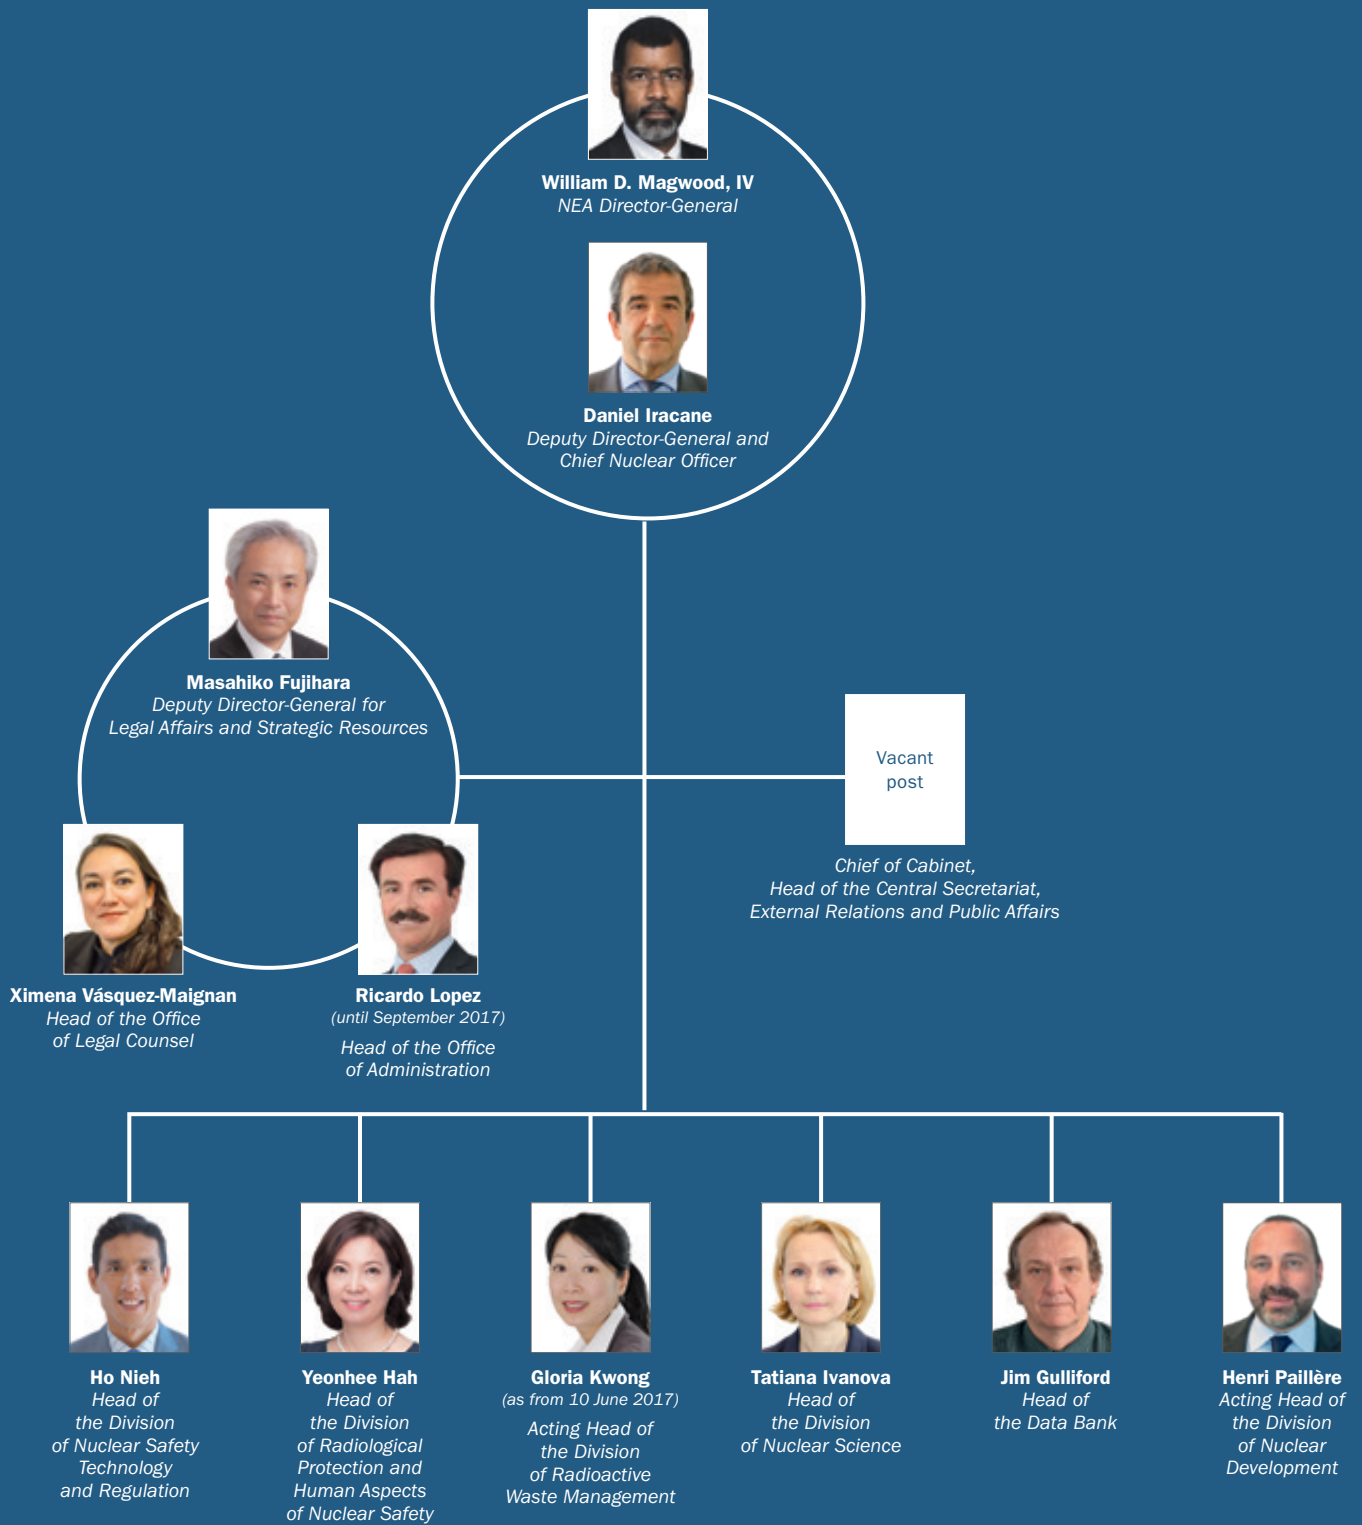 William D. Magwood, IV
NEA Director-General
Daniel Iracane
Deputy Director-General and
Chief Nuclear Officer
Masahiko Fujihara
Deputy Director-General for
Legal Affairs and Strategic Resources
Vacant
post
Chief of Cabinet,
Head of the Central Secretariat,
External Relations and Public Affairs
Ximena Vásquez-Maignan
Head of the Office
of Legal Counsel
Ricardo Lopez
(until September 2017)
Head of the Office
of Administration
Ho Nieh
Head of
the Division
of Nuclear Safety
Technology
and Regulation
Yeonhee Hah
Head of
the Division
of Radiological
Protection and
Human Aspects
of Nuclear Safety
Gloria Kwong
(as from 10 June 2017)
Acting Head of
the Division
of Radioactive
Waste Management
Tatiana Ivanova
Head of
the Division
of Nuclear Science
Jim Gulliford
Head of
the Data Bank
Henri Paillère
Acting Head of
the Division
of Nuclear
Development